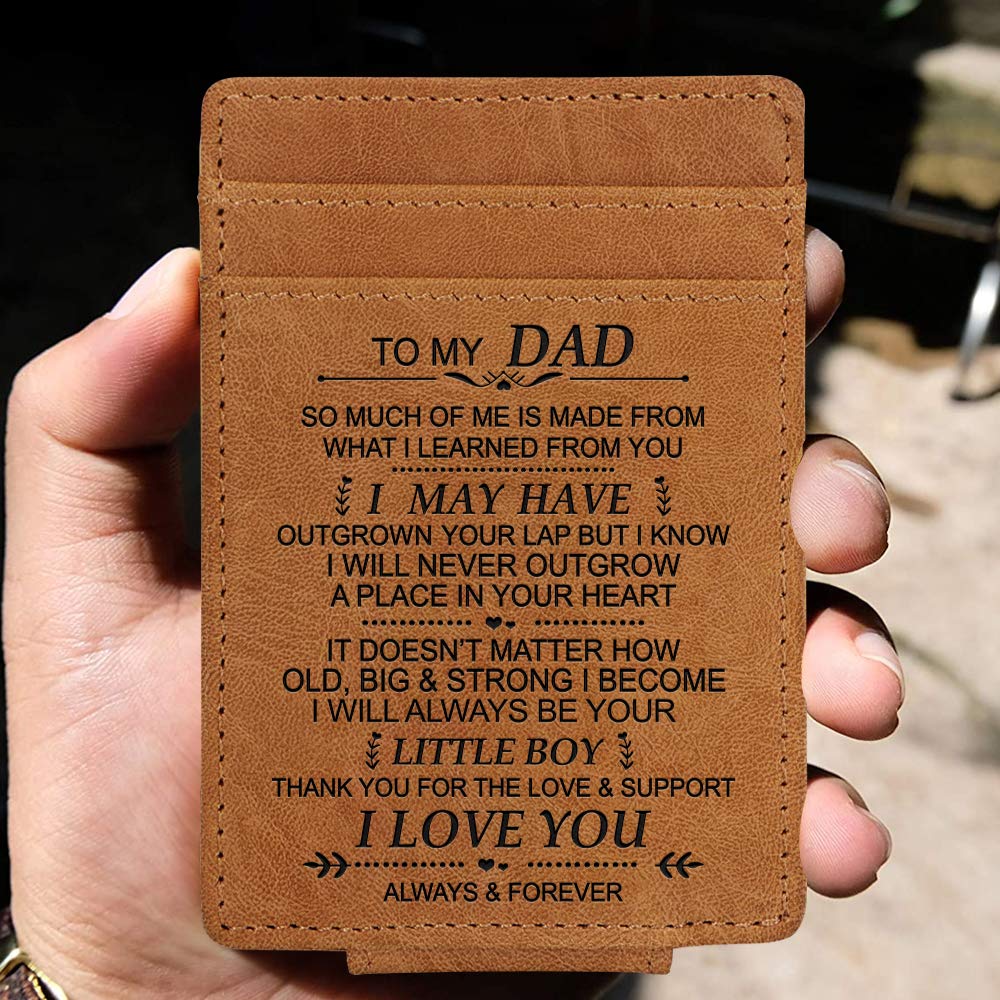 TO MY DAD
SO MUCH OF ME IS MADE FROM
WHAT I LEARNED FROM YOU
I MAY HAVE
OUTGROWN YOUR LAP BUT I KNOW
I WILL NEVER OUTGROW
A PLACE IN YOUR HEART
IT DOESN'T MATTER HOW
OLD, BIG & STRONG I BECOME
I WILL ALWAYS BE YOUR
LITTLE BOY
THANK YOU FOR THE LOVE & SUPPORT
I LOVE YOU
ALWAYS & FOREVER